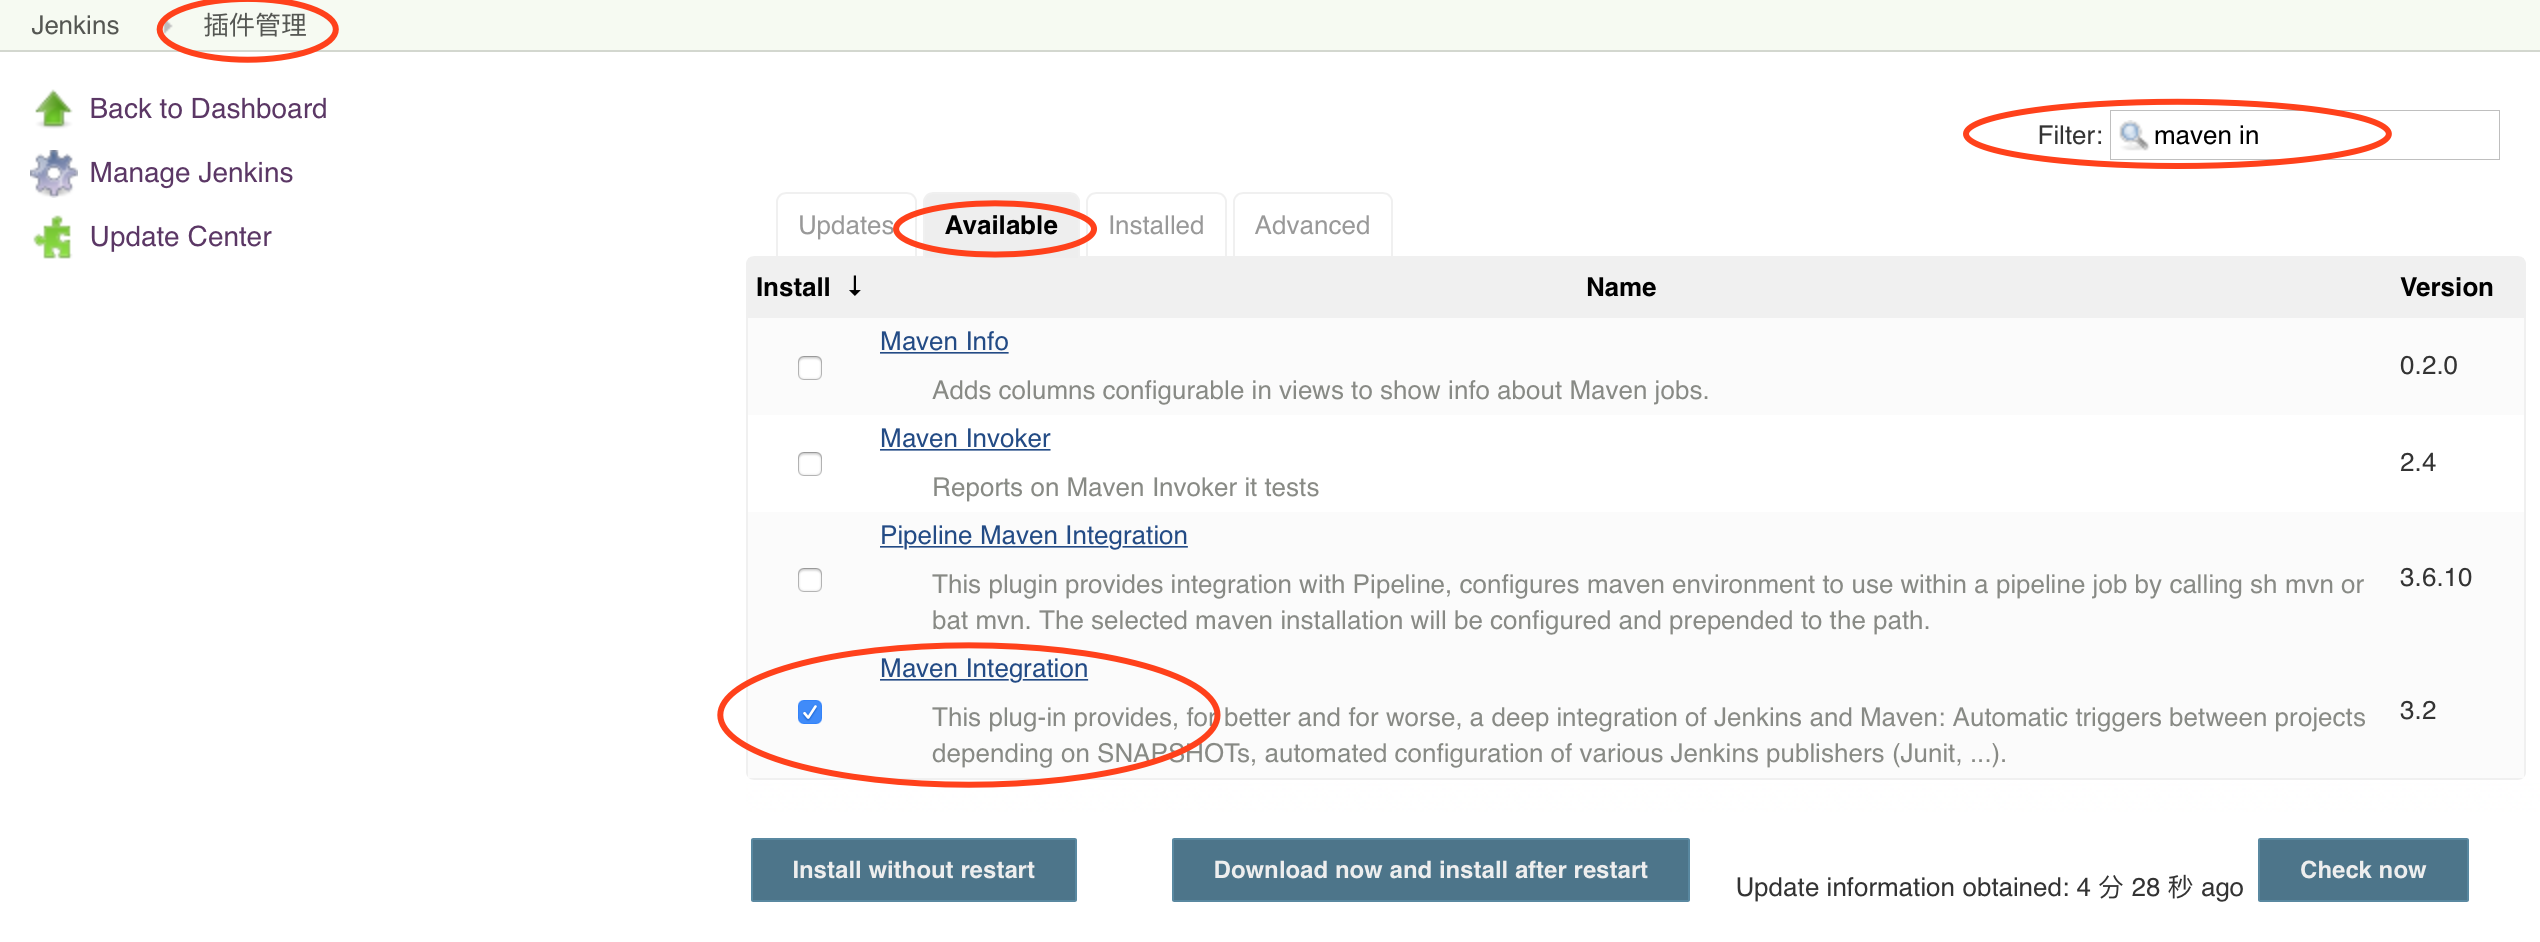 Jenkins 插件管理
Back to Dashboard
Manage Jenkins
Update Center
Filter: maven in
Updates Available Installed Advanced
Install ↓ Name Version
Maven Info
Adds columns configurable in views to show info about Maven jobs.
0.2.0
Maven Invoker
Reports on Maven Invoker it tests
2.4
Pipeline Maven Integration
This plugin provides integration with Pipeline, configures maven environment to use within a pipeline job by calling sh mvn or
bat mvn. The selected maven installation will be configured and prepended to the path.
3.6.10
Maven Integration
This plug-in provides, for better and for worse, a deep integration of Jenkins and Maven: Automatic triggers between projects
depending on SNAPSHOTs, automated configuration of various Jenkins publishers (Junit, ...).
3.2
Install without restart Download now and install after restart Update information obtained: 4 分 28 秒 ago Check now